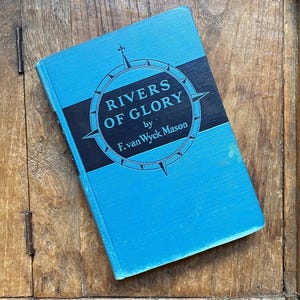 RIVERS
OF GLORY
by
F. van Wyck Mason